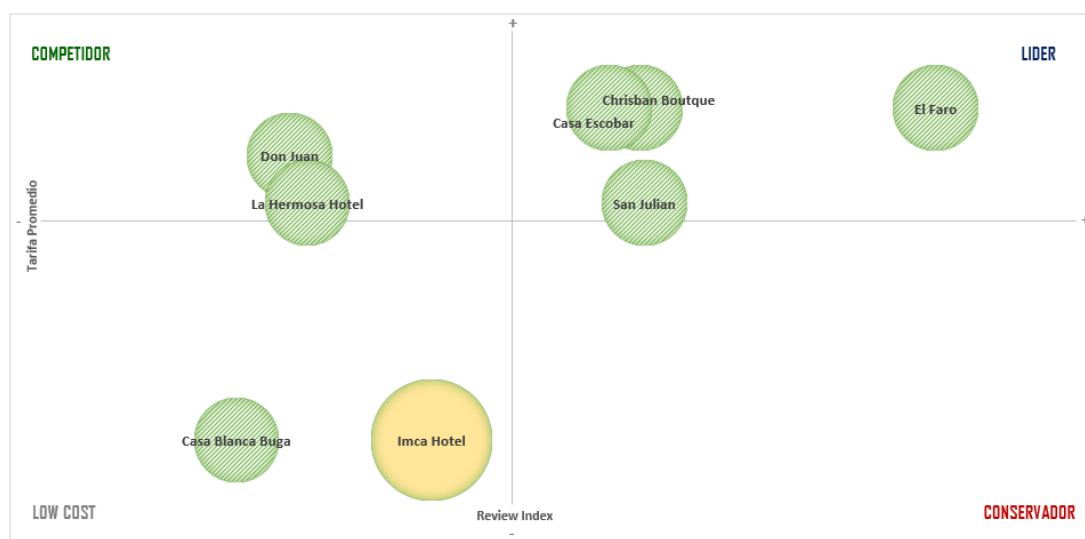 +
COMPETIDOR
LIDER
Chrisban Boutque
El Faro
Casa Escobar
Don Juan
La Hermosa Hotel
San Julian
-
+
Tarifa Promedio
Casa Blanca Buga
Imca Hotel
LOW COST
Review Index
CONSERVADOR
-